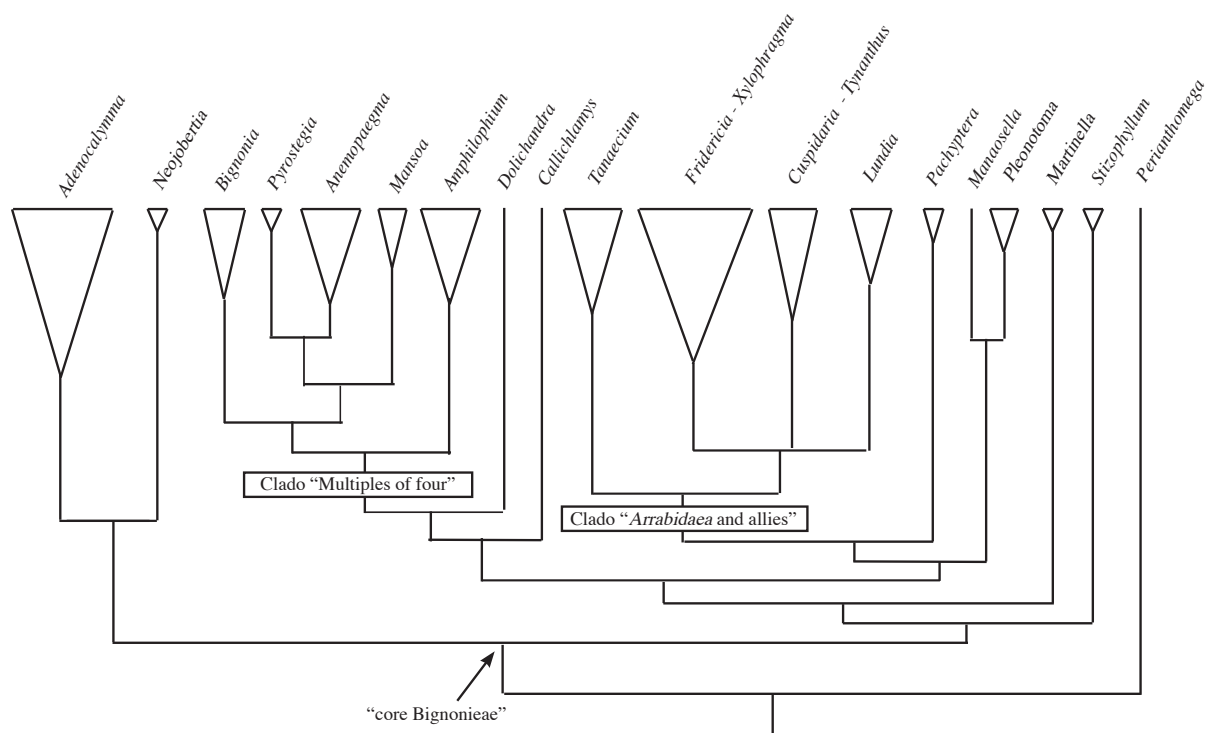 Adenocalymma
Neojobertia
Bignonia
Pyrostegia
Anemopaegma
Mansoa
Amphilophium
Dolichandra
Callichlamys
Tanaecium
Fridericia - Xylophragma
Cuspidaria - Tynanthus
Lundia
Pachyptera
Manaosella
Pleonotoma
Martinella
Stizophyllum
Perianthomega
Clado “Multiples of four”
Clado “Arrabidaea and allies”
“core Bignonieae”